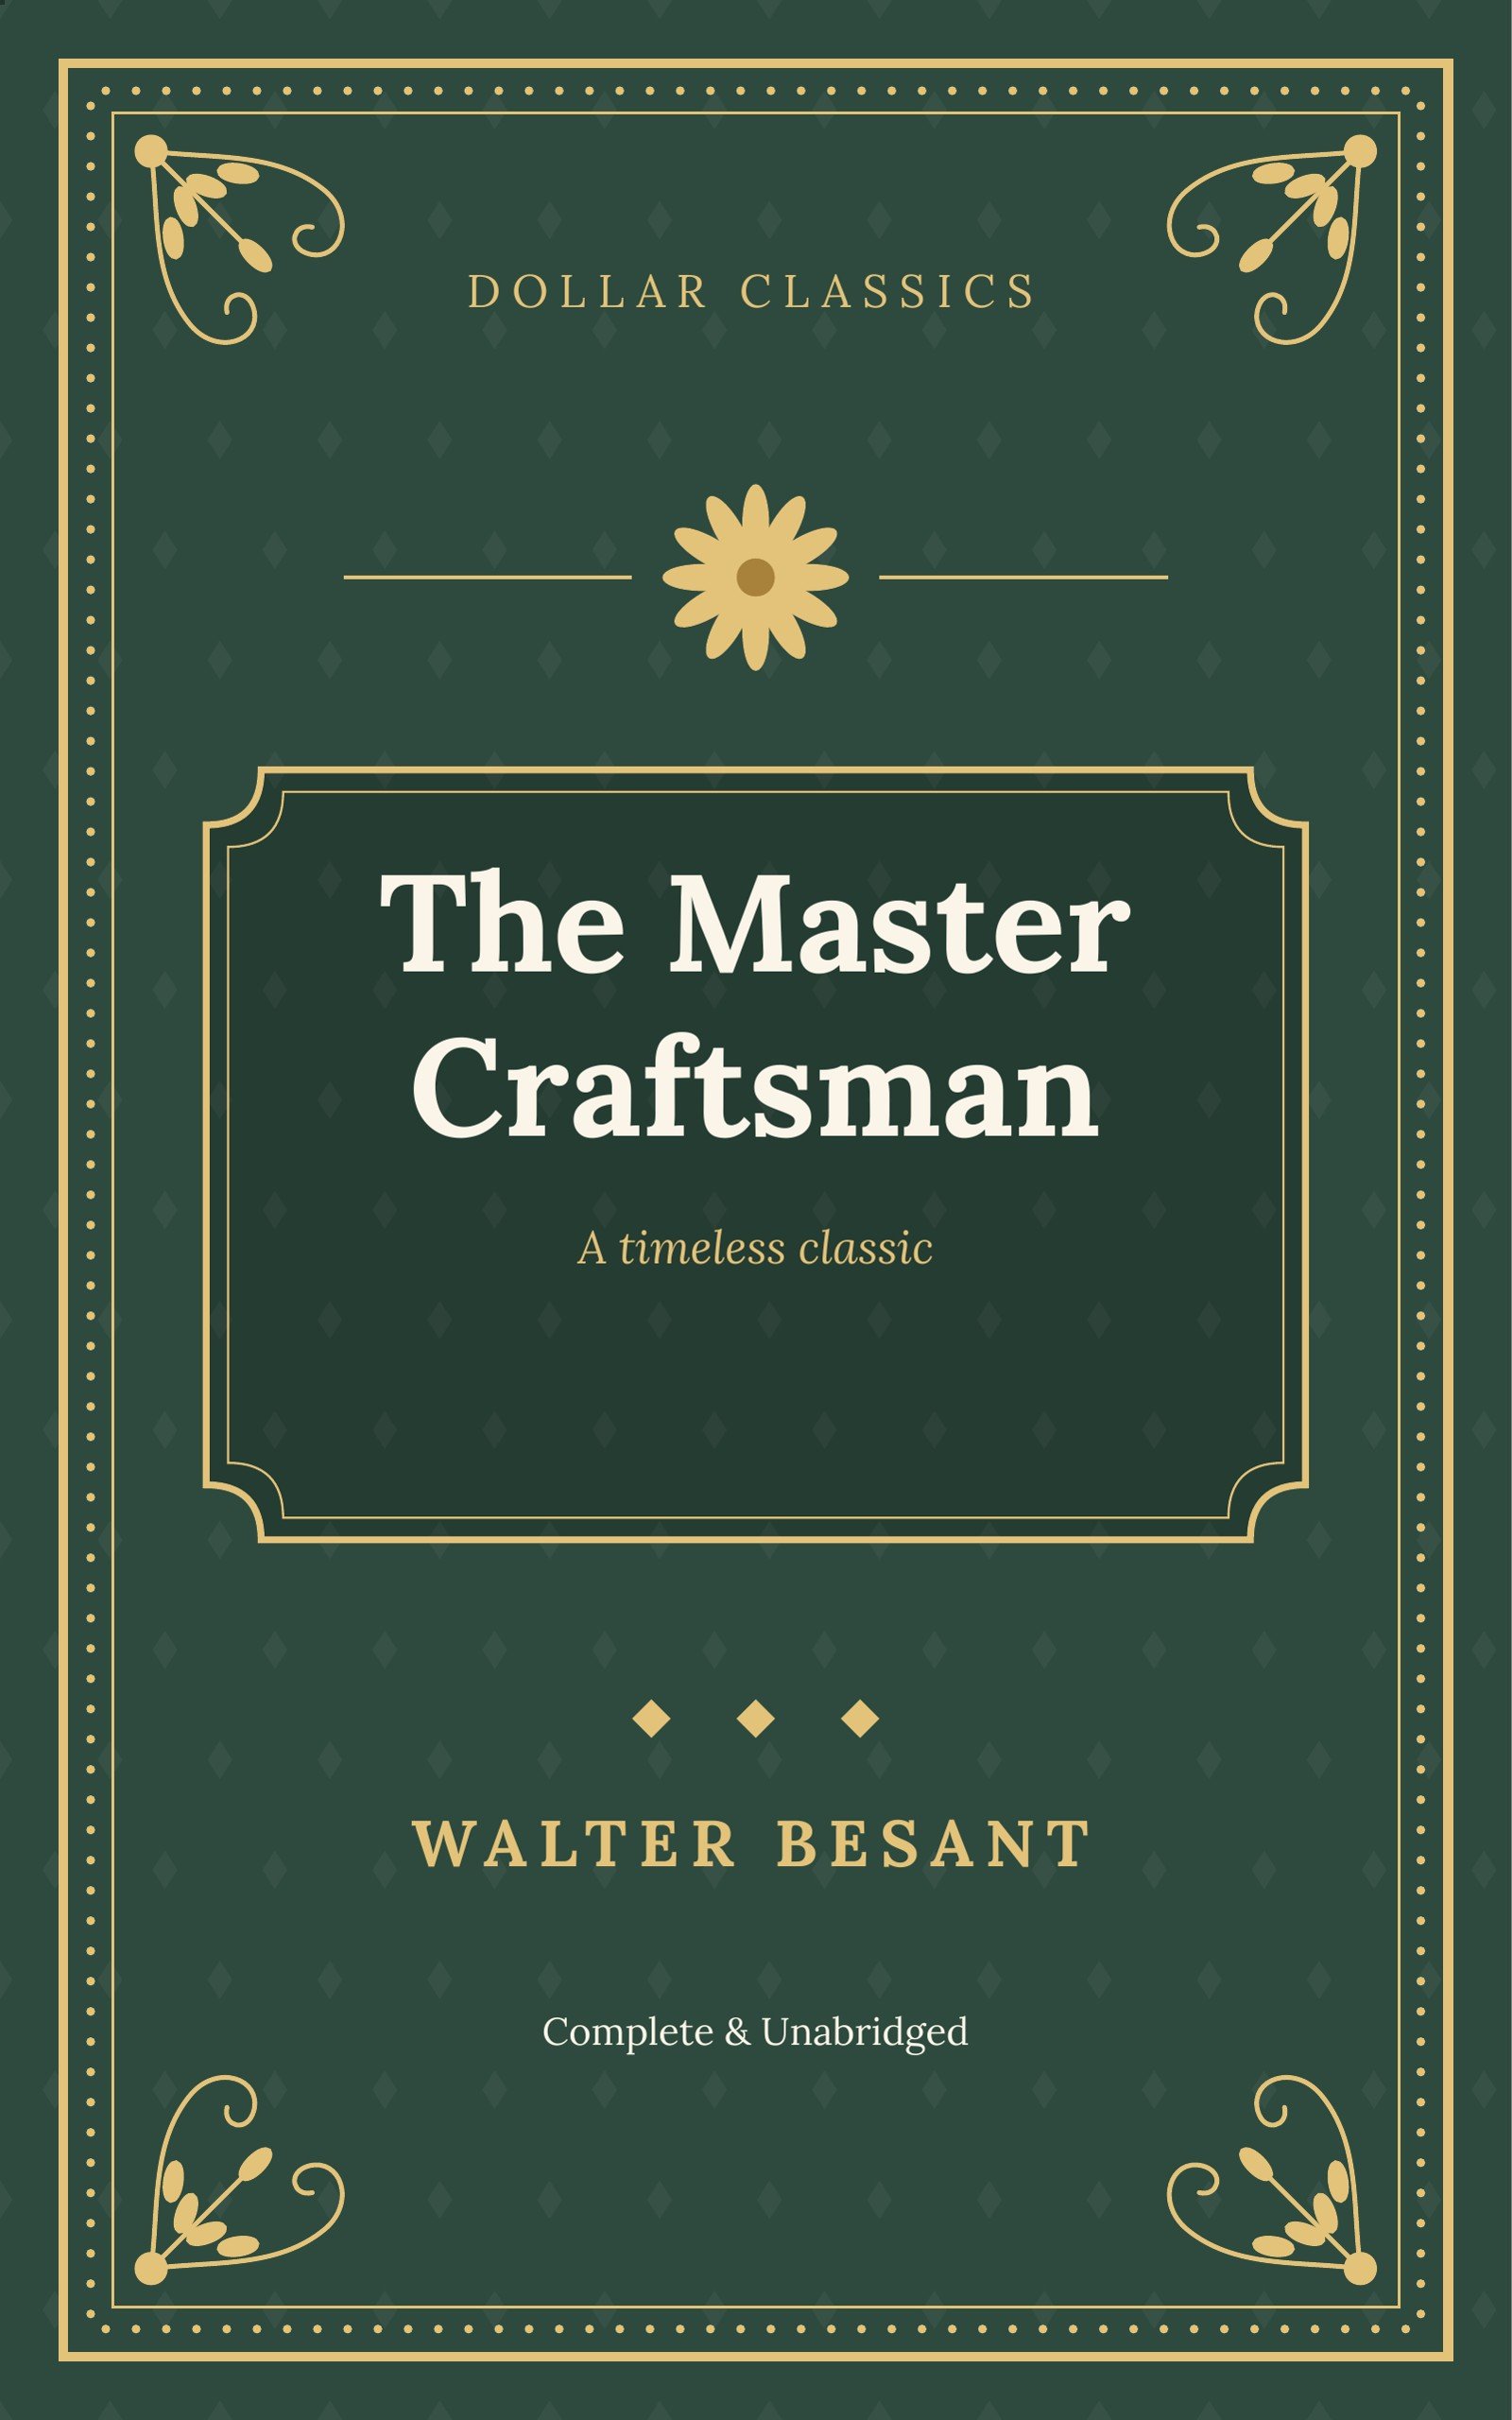 DOLLAR CLASSICS
The Master
Craftsman
A timeless classic
WALTER BESANT
Complete & Unabridged